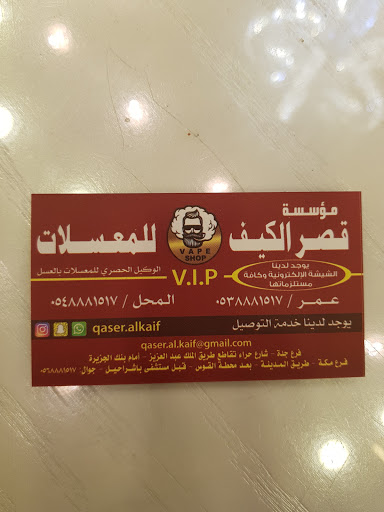 مؤسسة
قصر الكيف للمعسلات
VAPE
SHOP
يوجد لدينا
الشيشة الإلكترونية وكافة
مستلزماتها
V.I.P
الوكيل الحصري للمعسلات بالعسل
عمر / ٠٥٣٨٨٨١٥١٧
المحل / ٠٥٤٨٨٨١٥١٧
يوجد لدينا خدمة التوصيل
qaser.alkaif
qaser.al.kaif@gmail.com
فرع جدة - شارع حراء تقاطع طريق الملك عبد العزيز - أمام بنك الجزيرة
فرع مكة - طريق المدينة - بعد محطة القوس - قبل مستشفى باشراحيل - جوال: ٠٥٦٨٨٨١٥١٧